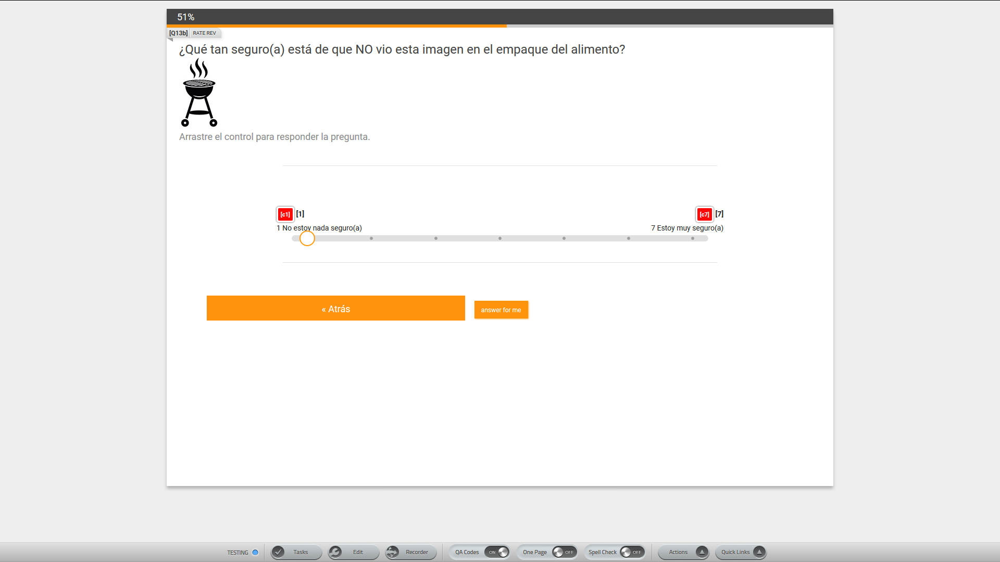 51%
[Q13b] RATE REV
¿Qué tan seguro(a) está de que NO vio esta imagen en el empaque del alimento?
Arrastre el control para responder la pregunta.
[c1] [1]
[c7] [7]
1 No estoy nada seguro(a)
7 Estoy muy seguro(a)
« Atrás
answer for me
TESTING Tasks Edit Recorder QA Codes ON One Page OFF Spell Check OFF Actions Quick Links